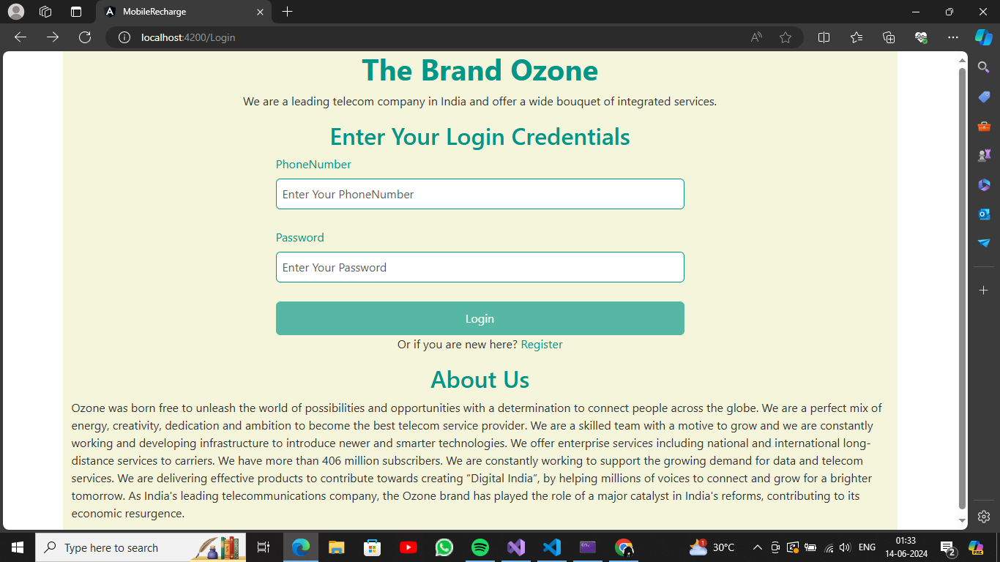 MobileRecharge
localhost:4200/Login
The Brand Ozone
We are a leading telecom company in India and offer a wide bouquet of integrated services.
Enter Your Login Credentials
PhoneNumber
Enter Your PhoneNumber
Password
Enter Your Password
Login
Or if you are new here? Register
About Us
Ozone was born free to unleash the world of possibilities and opportunities with a determination to connect people across the globe. We are a perfect mix of
energy, creativity, dedication and ambition to become the best telecom service provider. We are a skilled team with a motive to grow and we are constantly
working and developing infrastructure to introduce newer and smarter technologies. We offer enterprise services including national and international long-
distance services to carriers. We have more than 406 million subscribers. We are constantly working to support the growing demand for data and telecom
services. We are delivering effective products to contribute towards creating “Digital India”, by helping millions of voices to connect and grow for a brighter
tomorrow. As India's leading telecommunications company, the Ozone brand has played the role of a major catalyst in India's reforms, contributing to its
economic resurgence.
Type here to search
30°C
ENG
01:33
14-06-2024
2
PRE